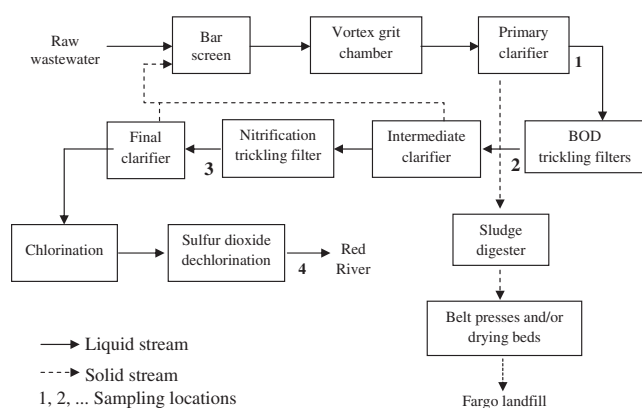 Raw
wastewater
Bar
screen
Vortex grit
chamber
Primary
clarifier
1
Final
clarifier
3
Nitrification
trickling filter
Intermediate
clarifier
2
BOD
trickling filters
Chlorination
Sulfur dioxide
dechlorination
4
Red
River
Sludge
digester
Belt presses and/or
drying beds
Fargo landfill
Liquid stream
Solid stream
1, 2, ... Sampling locations